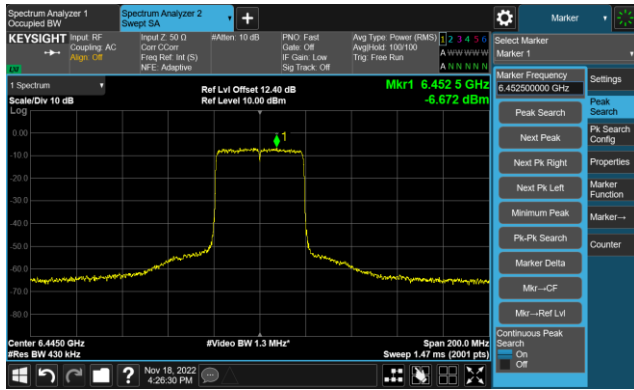 Spectrum Analyzer 1
Occupied BW
Spectrum Analyzer 2
Swept SA
Marker
KEYSIGHT
Input: RF
Coupling: AC
Align: Off
Input Z: 50 Ω
Corr CCorr
Freq Ref: Int (S)
NFE: Adaptive
#Atten: 10 dB
PNO: Fast
Gate: Off
IF Gain: Low
Sig Track: Off
Avg Type: Power (RMS)
Avg|Hold: 100/100
Trig: Free Run
1 2 3 4 5 6
A W W W W W
A N N N N N
Select Marker
Marker 1
1 Spectrum
Scale/Div 10 dB
Log
Ref Lvl Offset 12.40 dB
Ref Level 10.00 dBm
Mkr1 6.452 5 GHz
-6.672 dBm
1
0.00
-10.0
-20.0
-30.0
-40.0
-50.0
-60.0
-70.0
-80.0
Center 6.4450 GHz
#Res BW 430 kHz
#Video BW 1.3 MHz*
Span 200.0 MHz
Sweep 1.47 ms (2001 pts)
Marker Frequency
6.452500000 GHz
Peak Search
Next Peak
Next Pk Right
Next Pk Left
Minimum Peak
Pk-Pk Search
Marker Delta
Mkr→CF
Mkr→Ref Lvl
Continuous Peak
Search
On
Off
Settings
Peak
Search
Pk Search
Config
Properties
Marker
Function
Marker→
Counter
Nov 18, 2022
4:26:30 PM